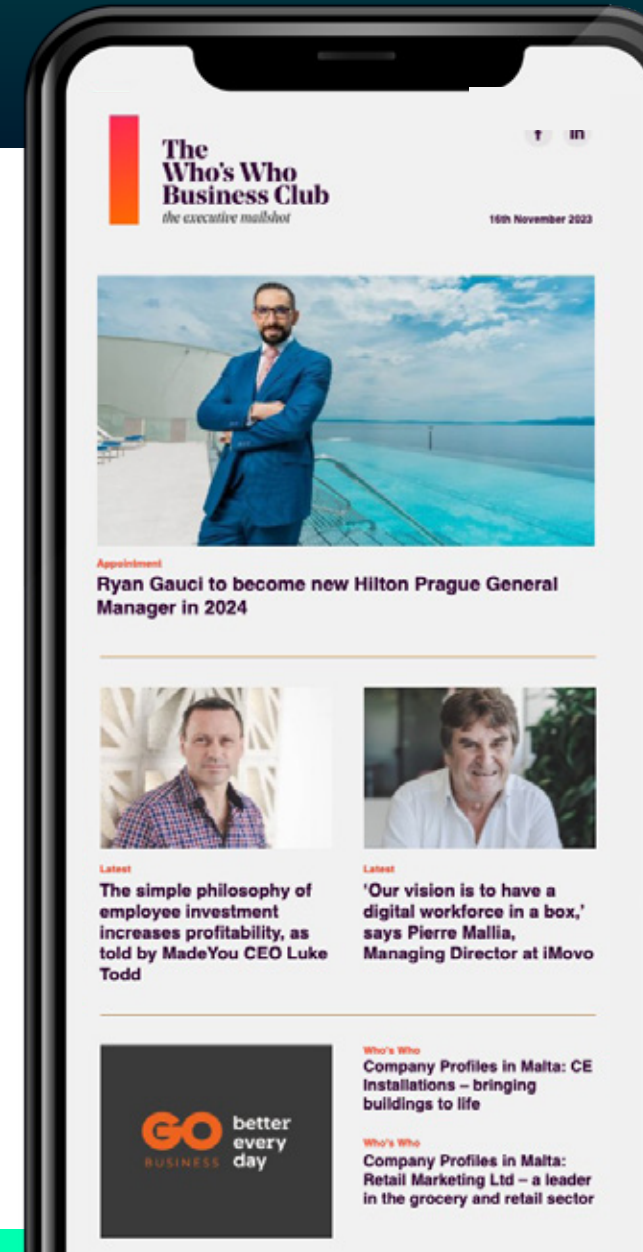 The
Who's Who
Business Club
the executive mailshot
f in
16th November 2023
Appointment
Ryan Gauci to become new Hilton Prague General
Manager in 2024
Latest
The simple philosophy of
employee investment
increases profitability, as
told by MadeYou CEO Luke
Todd
Latest
'Our vision is to have a
digital workforce in a box,'
says Pierre Mallia,
Managing Director at iMovo
GO
BUSINESS
better
every
day
Who's Who
Company Profiles in Malta: CE
Installations – bringing
buildings to life
Who's Who
Company Profiles in Malta:
Retail Marketing Ltd – a leader
in the grocery and retail sector